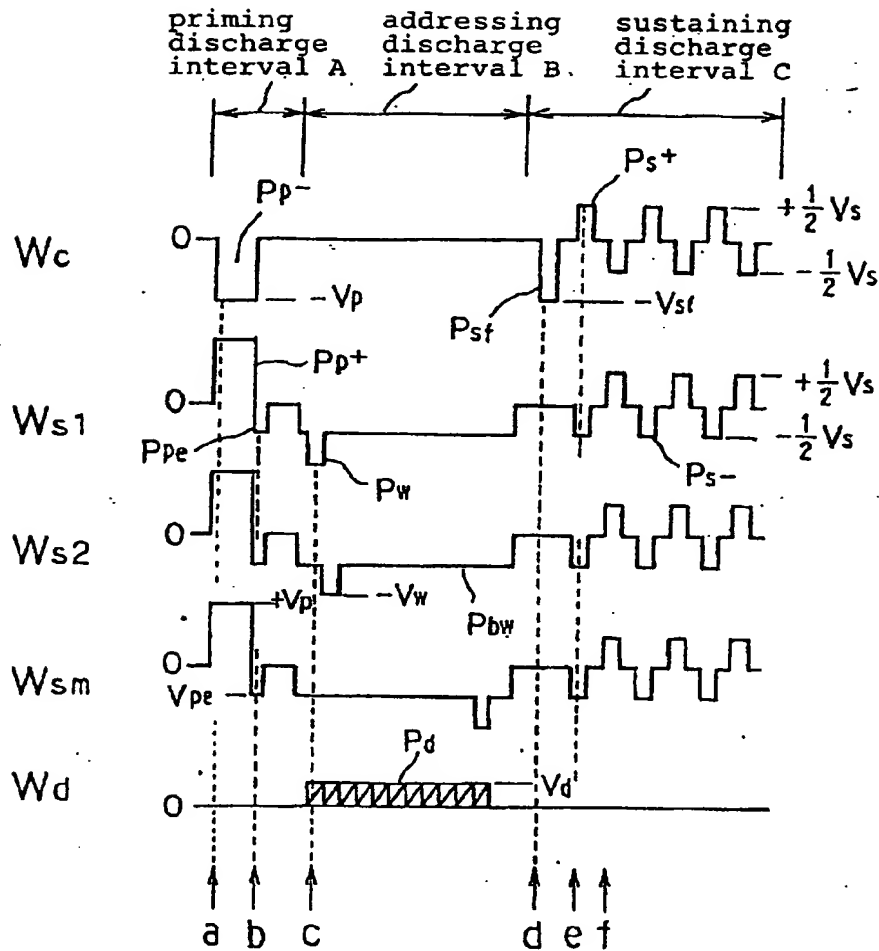 priming discharge interval A
addressing discharge interval B.
sustaining discharge interval C
Pp- Ps+ +1/2 Vs
Wc 0 -1/2 Vs
-Vp Psf -Vsf
Pp+ +1/2 Vs
Ws1 0
Ppe Pw Ps- -1/2 Vs
Ws2 0
-Vw Pbw
+Vp
Wsm 0
Vpe
Pd Vd
Wd 0
a b c d e f